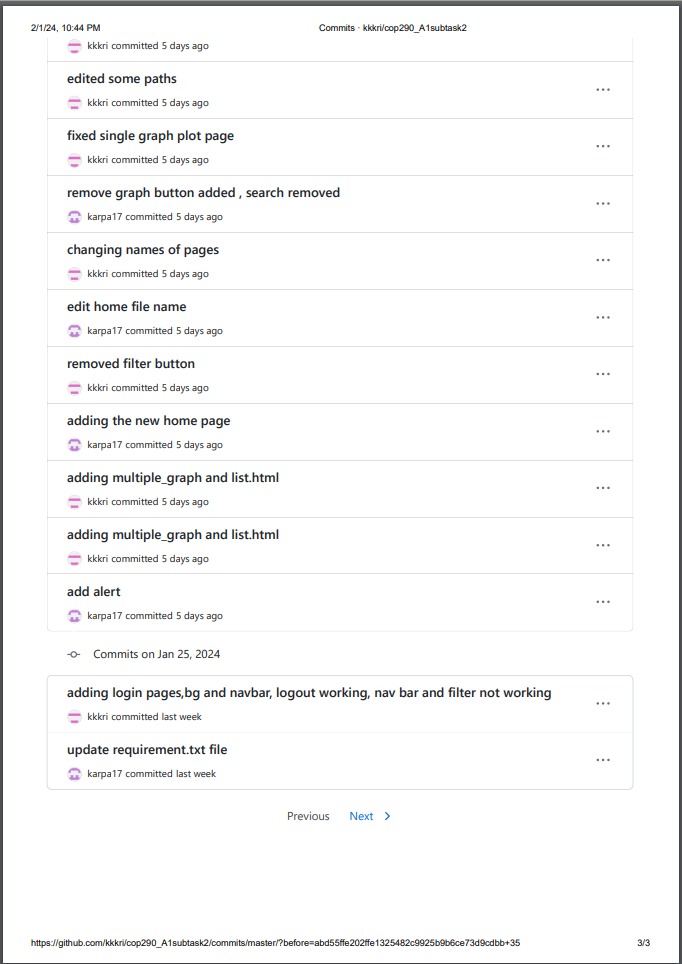 2/1/24, 10:44 PM
Commits · kkkri/cop290_A1subtask2
kkkri committed 5 days ago
edited some paths
kkkri committed 5 days ago
fixed single graph plot page
kkkri committed 5 days ago
remove graph button added , search removed
karpa17 committed 5 days ago
changing names of pages
kkkri committed 5 days ago
edit home file name
karpa17 committed 5 days ago
removed filter button
kkkri committed 5 days ago
adding the new home page
karpa17 committed 5 days ago
adding multiple_graph and list.html
kkkri committed 5 days ago
adding multiple_graph and list.html
kkkri committed 5 days ago
add alert
karpa17 committed 5 days ago
Commits on Jan 25, 2024
adding login pages,bg and navbar, logout working, nav bar and filter not working
kkkri committed last week
update requirement.txt file
karpa17 committed last week
Previous Next
https://github.com/kkkri/cop290_A1subtask2/commits/master/?before=abd55ffe202ffe1325482c9925b9b6ce73d9cdbb+35
3/3